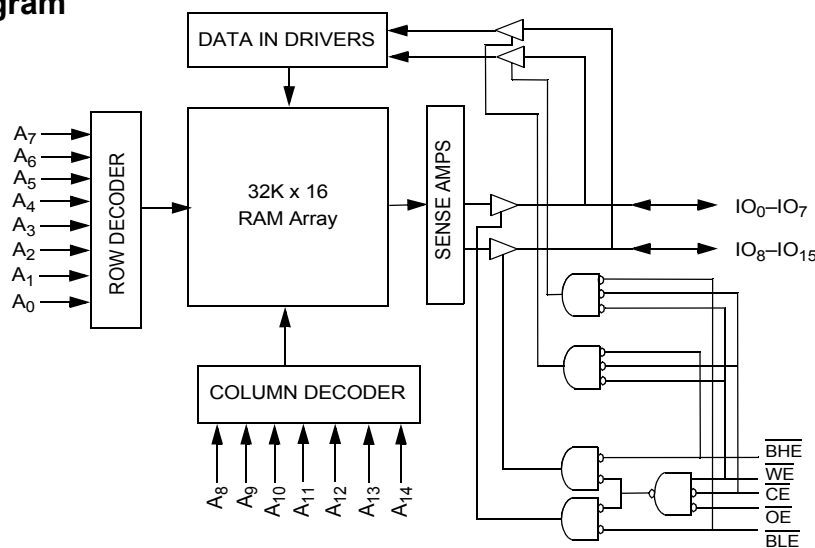 gram
DATA IN DRIVERS
A7
A6
A5
A4
A3
A2
A1
A0
ROW DECODER
32K x 16
RAM Array
SENSE AMPS
IO0–IO7
IO8–IO15
COLUMN DECODER
A8
A9
A10
A11
A12
A13
A14
BHE
WE
CE
OE
BLE